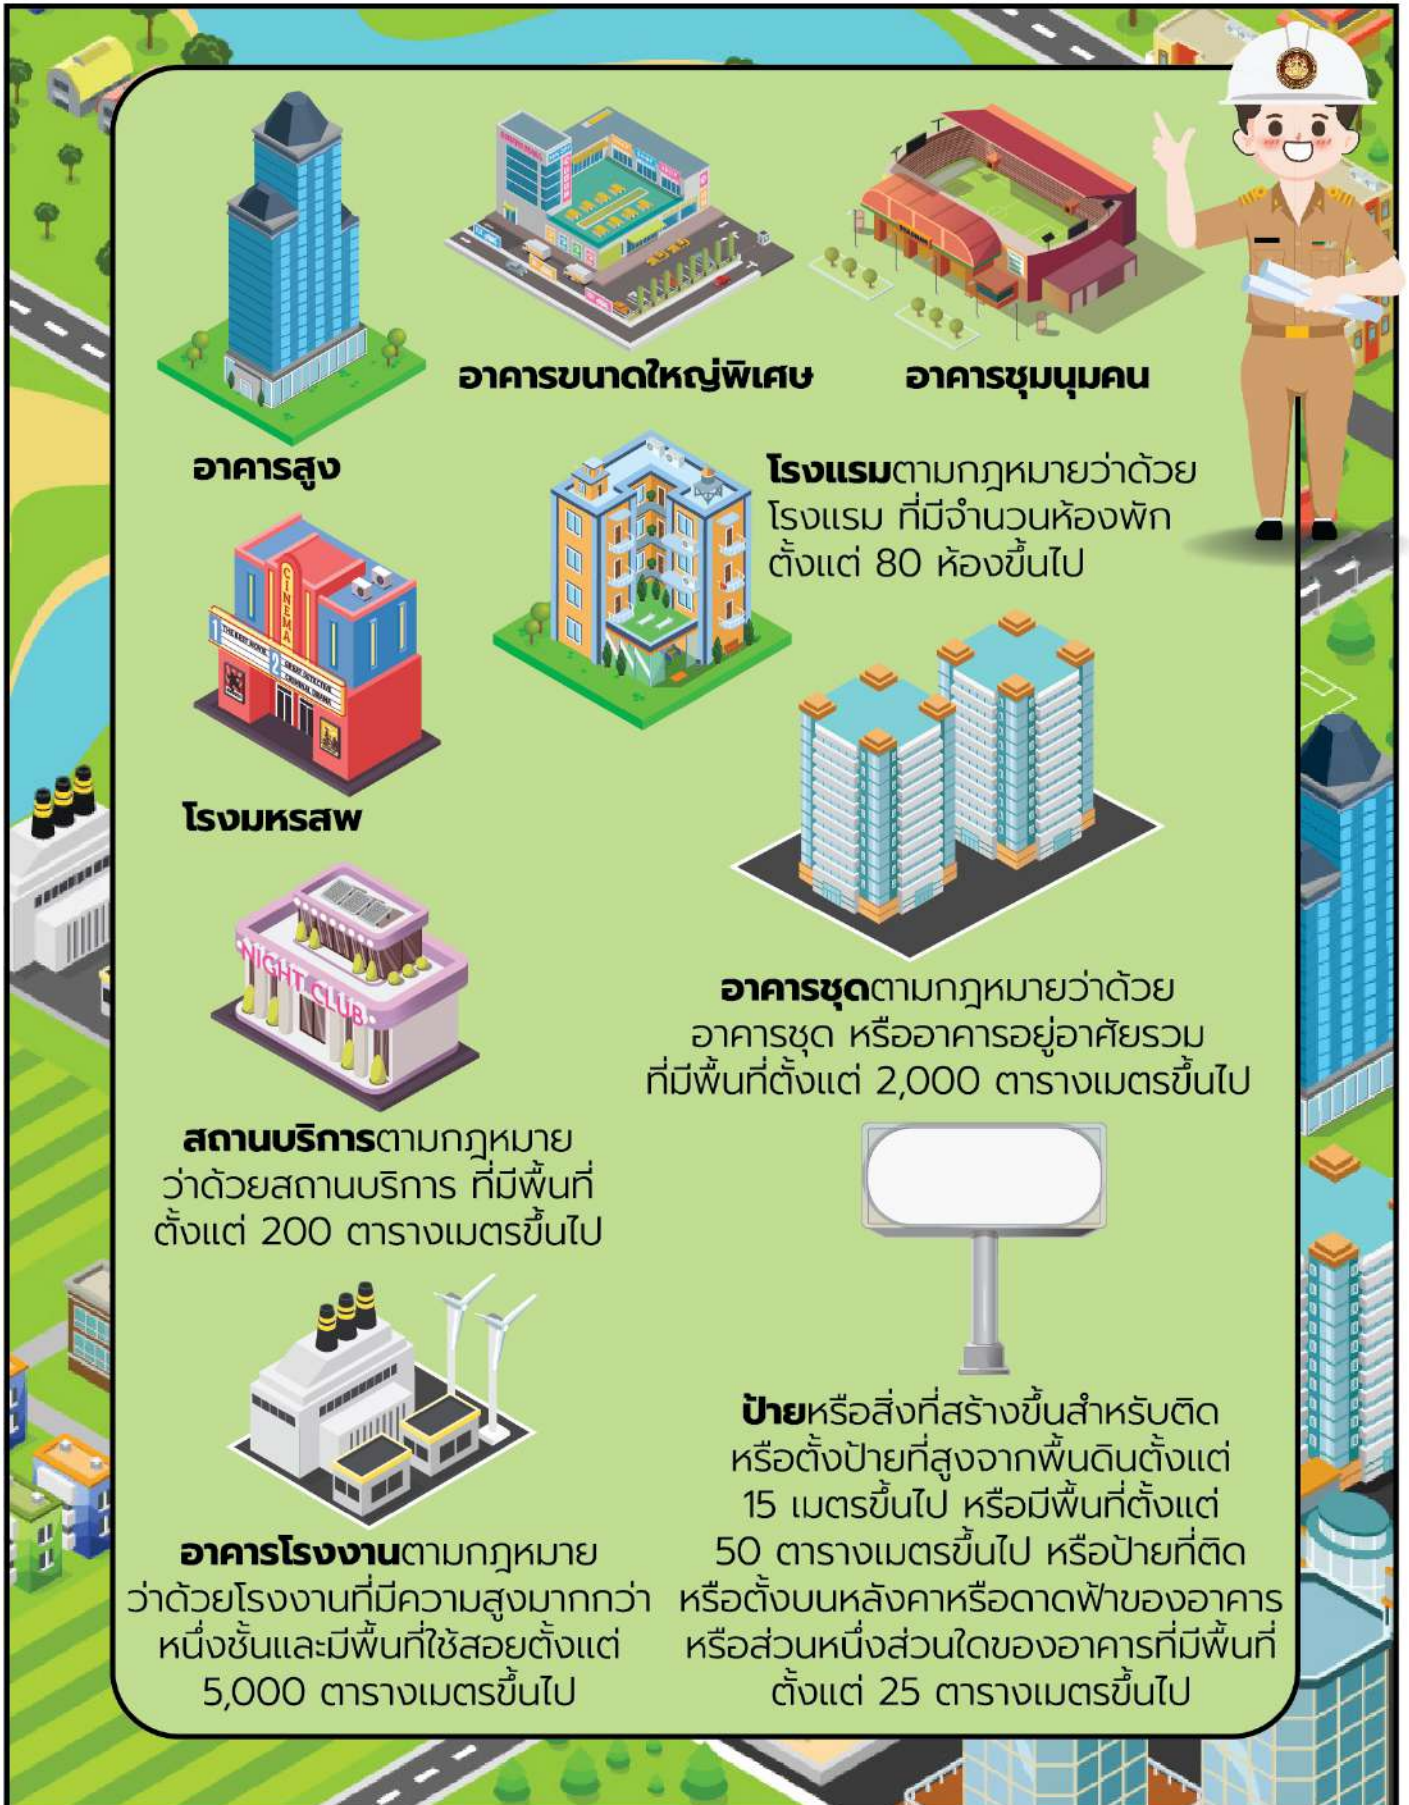 อาคารสูง
อาคารขนาดใหญ่พิเศษ
อาคารชุมนุมคน
โรงแรมตามกฎหมายว่าด้วย
โรงแรม ที่มีจำนวนห้องพัก
ตั้งแต่ 80 ห้องขึ้นไป
CINEMA
1
2
โรงมหรสพ
อาคารชุดตามกฎหมายว่าด้วย
อาคารชุด หรืออาคารอยู่อาศัยรวม
ที่มีพื้นที่ตั้งแต่ 2,000 ตารางเมตรขึ้นไป
NIGHT CLUB
สถานบริการตามกฎหมาย
ว่าด้วยสถานบริการ ที่มีพื้นที่
ตั้งแต่ 200 ตารางเมตรขึ้นไป
อาคารโรงงานตามกฎหมาย
ว่าด้วยโรงงานที่มีความสูงมากกว่า
หนึ่งชั้นและมีพื้นที่ใช้สอยตั้งแต่
5,000 ตารางเมตรขึ้นไป
ป้ายหรือสิ่งที่สร้างขึ้นสำหรับติด
หรือตั้งป้ายที่สูงจากพื้นดินตั้งแต่
15 เมตรขึ้นไป หรือมีพื้นที่ตั้งแต่
50 ตารางเมตรขึ้นไป หรือป้ายที่ติด
หรือตั้งบนหลังคาหรือดาดฟ้าของอาคาร
หรือส่วนหนึ่งส่วนใดของอาคารที่มีพื้นที่
ตั้งแต่ 25 ตารางเมตรขึ้นไป